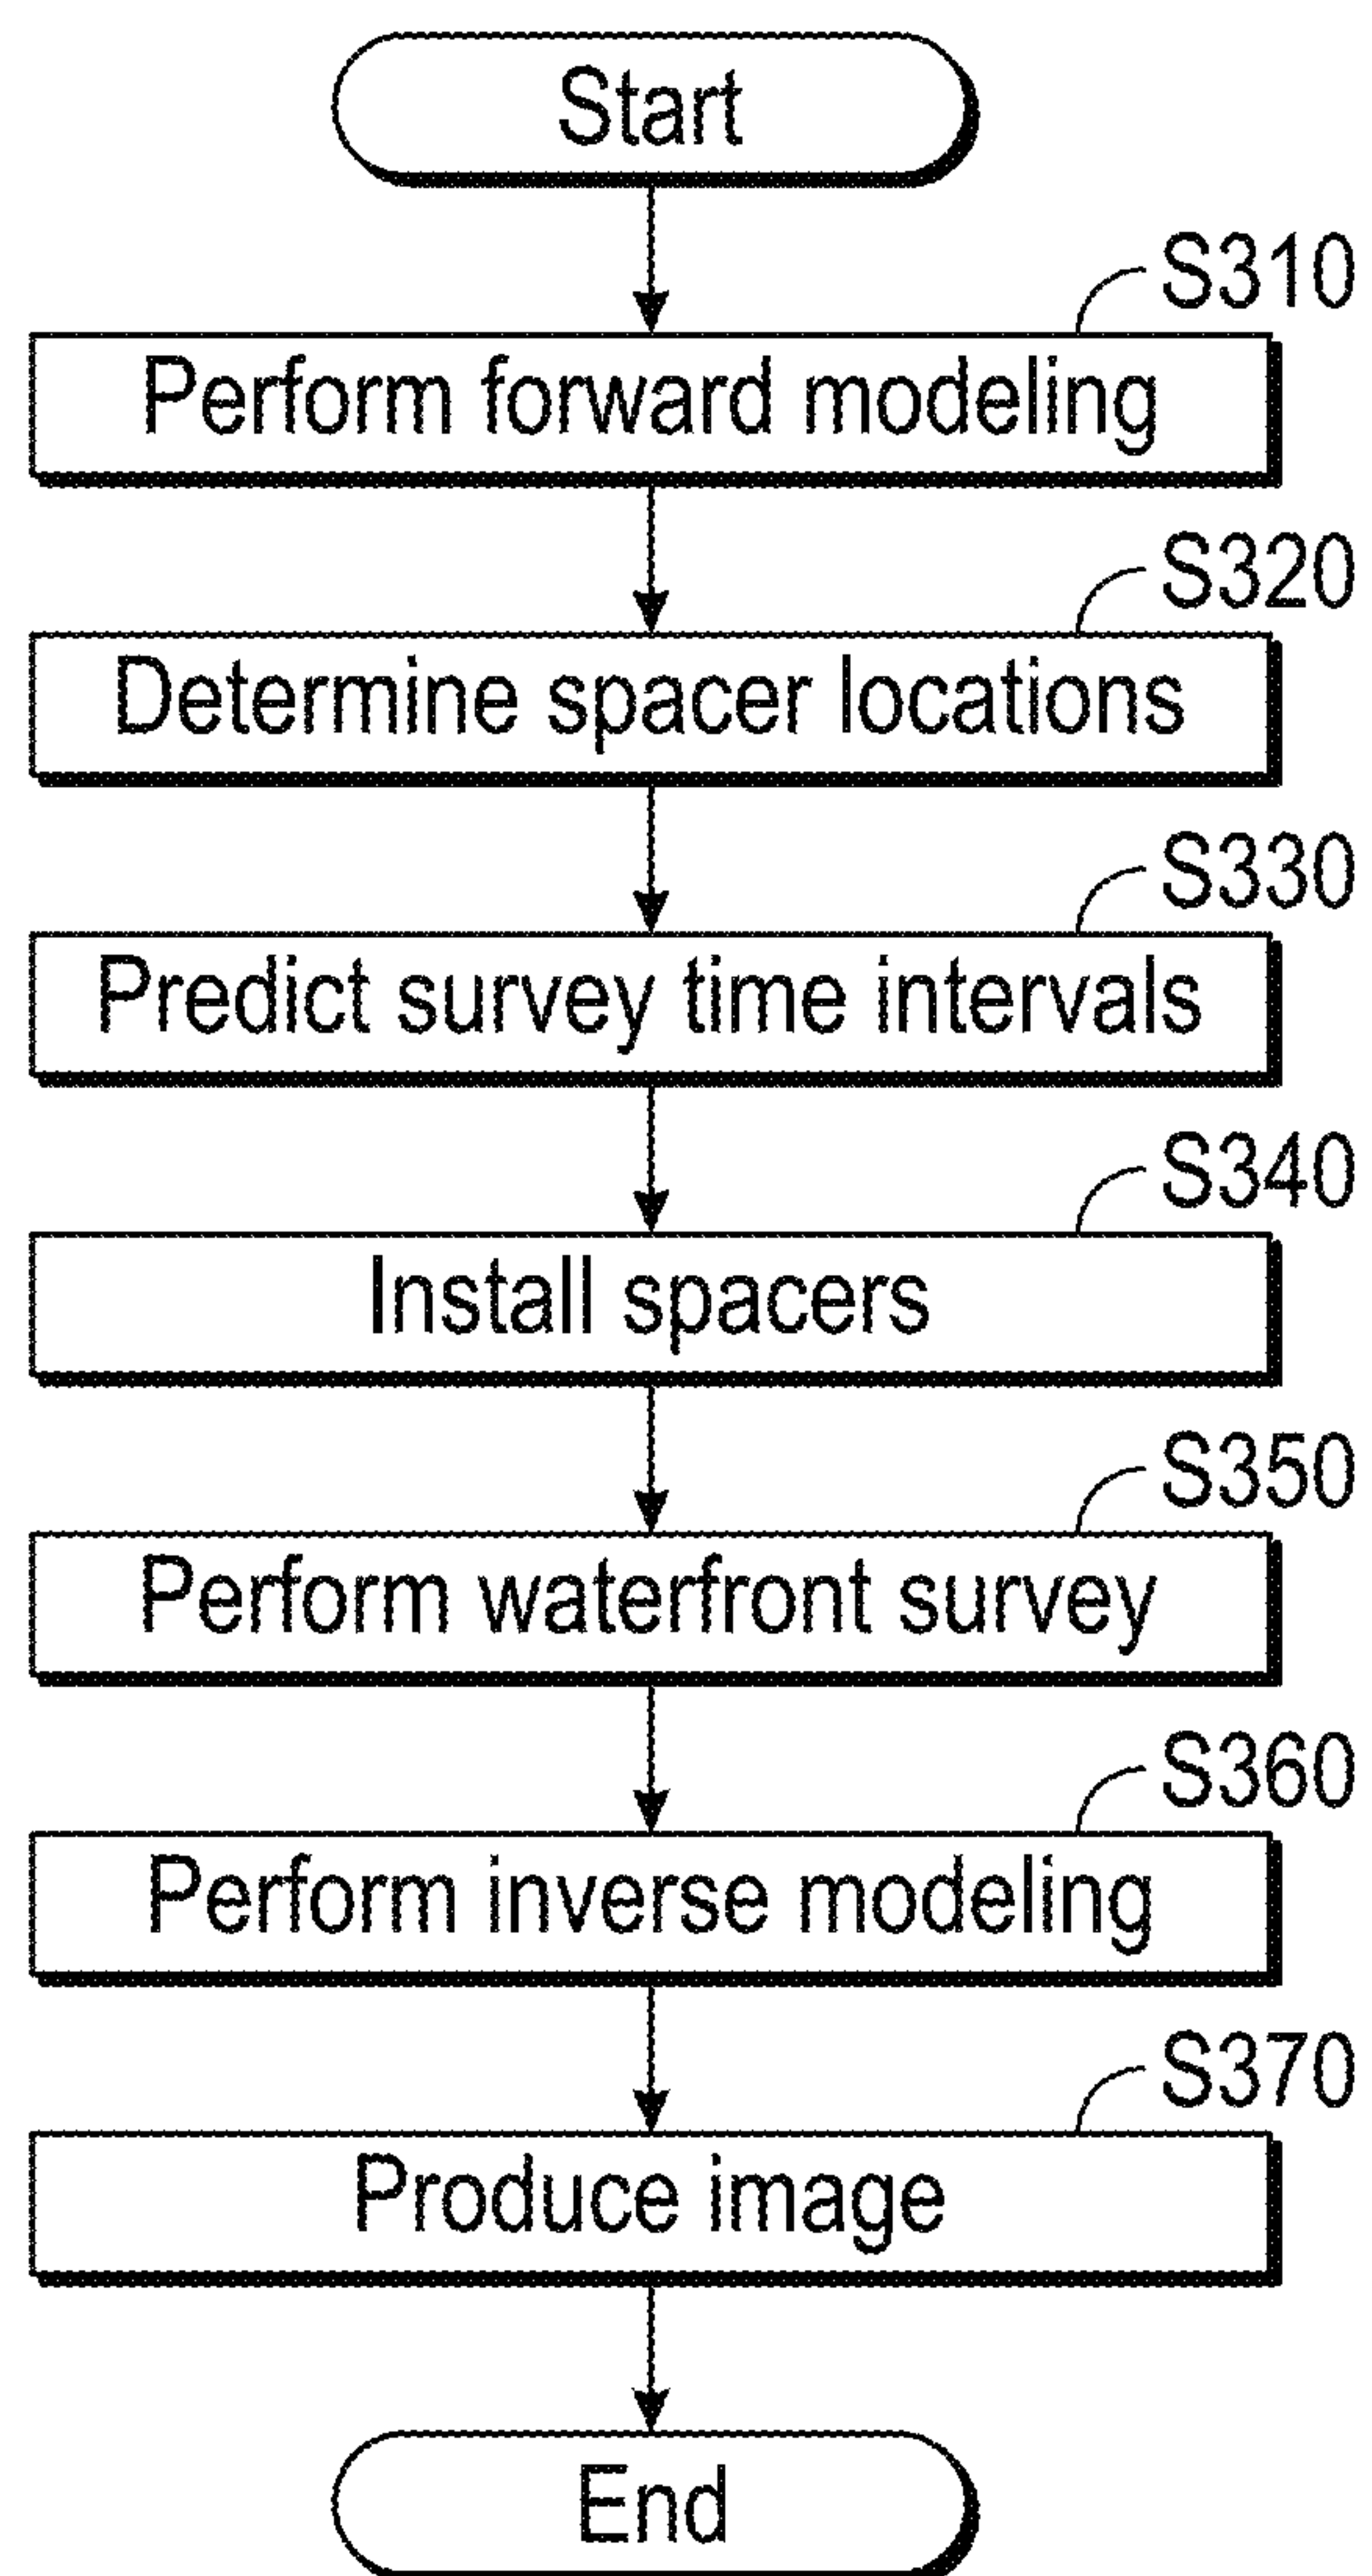 Start
S310
Perform forward modeling
S320
Determine spacer locations
S330
Predict survey time intervals
S340
Install spacers
S350
Perform waterfront survey
S360
Perform inverse modeling
S370
Produce image
End